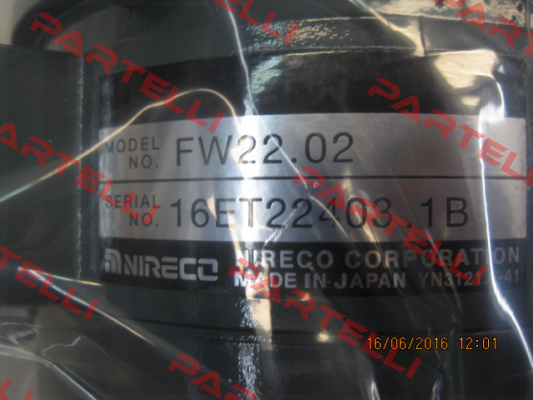 PARTELLI
MODEL NO. FW22.02
SERIAL NO. 16ET22403.1B
NIRECO NIRECO CORPORATION
MADE IN JAPAN
16/06/2016 12:01